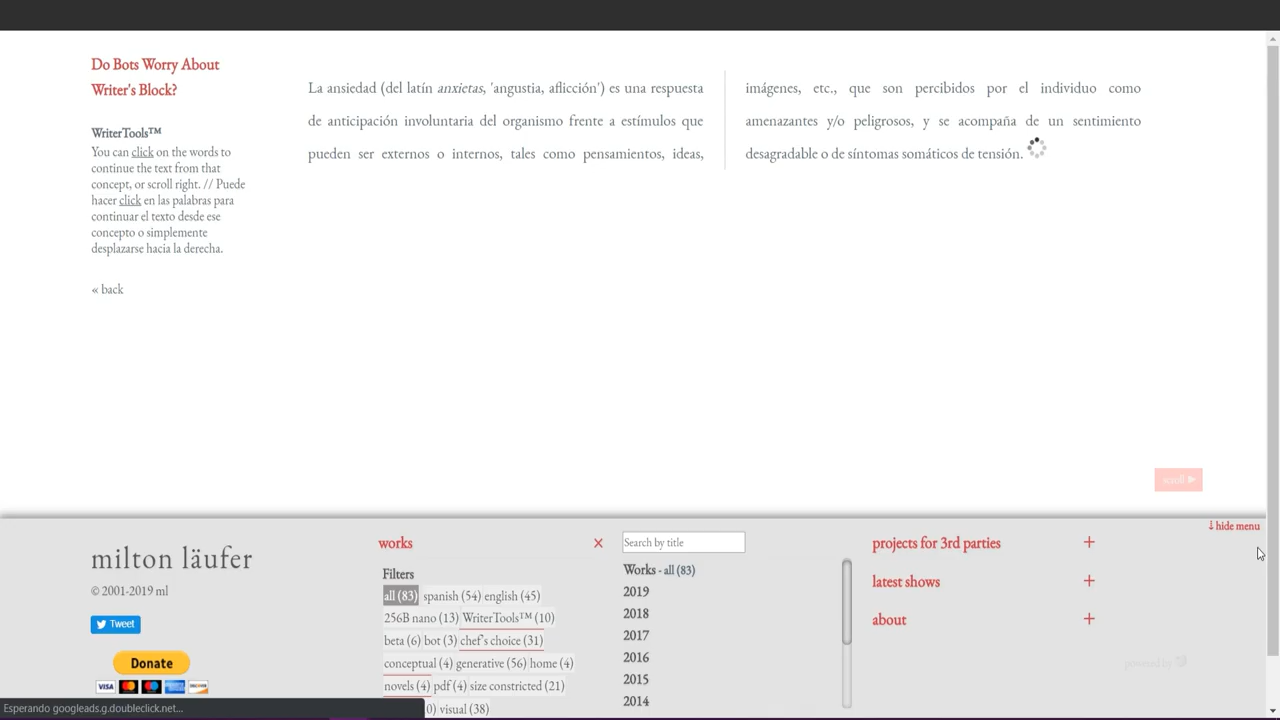 Do Bots Worry About
Writer's Block?
WriterTools™
You can click on the words to
continue the text from that
concept, or scroll right. // Puede
hacer click en las palabras para
continuar el texto desde ese
concepto o simplemente
desplazarse hacia la derecha.
« back
La ansiedad (del latín anxietas, 'angustia, aflicción') es una respuesta
de anticipación involuntaria del organismo frente a estímulos que
pueden ser externos o internos, tales como pensamientos, ideas,
imágenes, etc., que son percibidos por el individuo como
amenazantes y/o peligrosos, y se acompaña de un sentimiento
desagradable o de síntomas somáticos de tensión.
scroll ▶
↓hide menu
milton läufer
© 2001-2019 ml
Tweet
Donate
VISA
DISCOVER
works ×
Filters
all (83) spanish (54) english (45)
256B nano (13) WriterTools™ (10)
beta (6) bot (3) chef's choice (31)
conceptual (4) generative (56) home (4)
novels (4) pdf (4) size constricted (21)
0) visual (38)
Search by title
Works - all (83)
2019
2018
2017
2016
2015
2014
projects for 3rd parties +
latest shows +
about +
powered by
Esperando googleads.g.doubleclick.net...